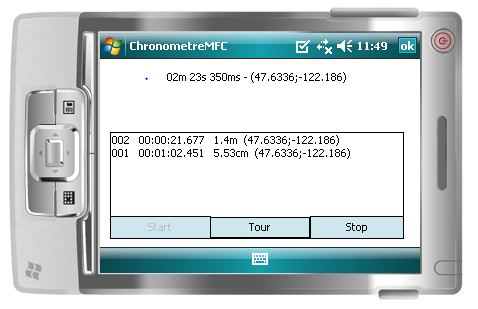 ChronometreMFC 11:49 ok
02m 23s 350ms - (47.6336;-122.186)
002 00:00:21.677 1.4m (47.6336;-122.186)
001 00:01:02.451 5.53cm (47.6336;-122.186)
Start Tour Stop